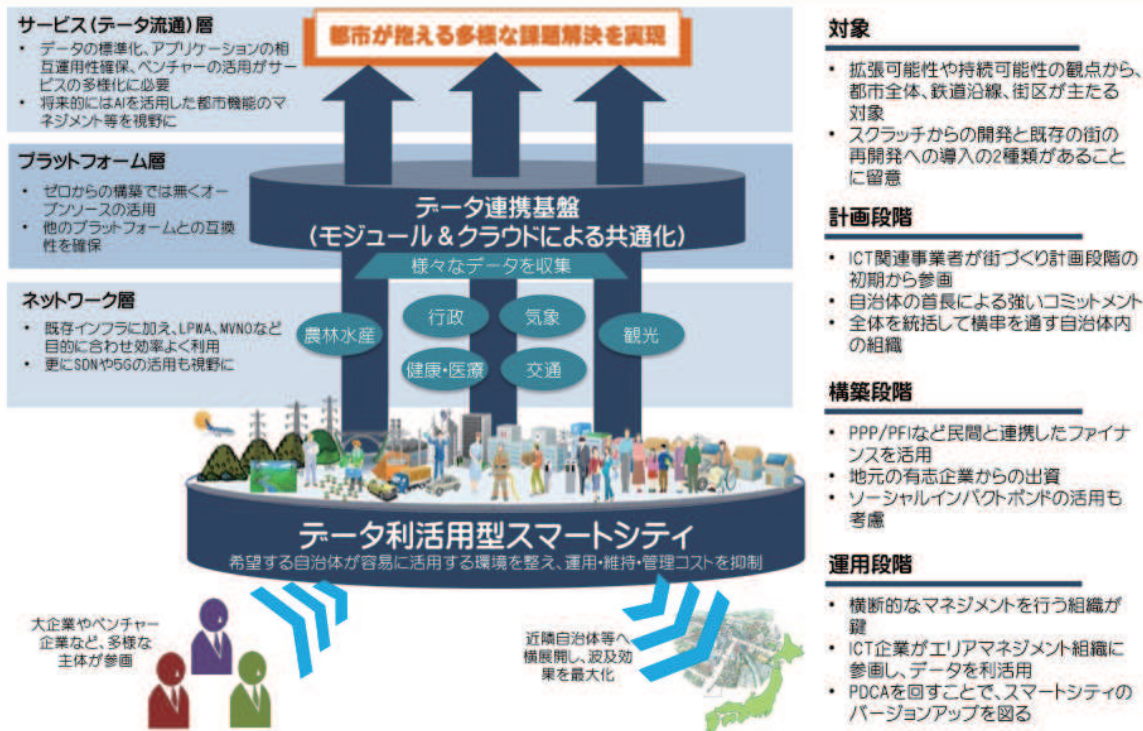 サービス(データ流通)層
• データの標準化、アプリケーションの相
互運用性確保、ベンチャーの活用がサー
ビスの多様化に必要
• 将来的にはAIを活用した都市機能のマ
ネジメント等を視野に
都市が抱える多様な課題解決を実現
プラットフォーム層
• ゼロからの構築では無くオー
プンソースの活用
• 他のプラットフォームとの互換
性を確保
データ連携基盤
(モジュール&クラウドによる共通化)
様々なデータを収集
ネットワーク層
• 既存インフラに加え、LPWA、MVNOなど
目的に合わせ効率よく利用
• 更にSDNや5Gの活用も視野に
農林水産
行政
気象
観光
健康・医療
交通
データ利活用型スマートシティ
希望する自治体が容易に活用する環境を整え、運用・維持・管理コストを抑制
大企業やベンチャー
企業など、多様な
主体が参画
近隣自治体等へ
横展開し、波及効
果を最大化
対象
• 拡張可能性や持続可能性の観点から、
都市全体、鉄道沿線、街区が主たる
対象
• スクラッチからの開発と既存の街の
再開発への導入の2種類があること
に留意
計画段階
• ICT関連事業者が街づくり計画段階の
初期から参画
• 自治体の首長による強いコミットメント
• 全体を統括して横串を通す自治体内
の組織
構築段階
• PPP/PFIなど民間と連携したファイナ
ンスを活用
• 地元の有志企業からの出資
• ソーシャルインパクトボンドの活用も
考慮
運用段階
• 横断的なマネジメントを行う組織が
鍵
• ICT企業がエリアマネジメント組織に
参画し、データを利活用
• PDCAを回すことで、スマートシティの
バージョンアップを図る